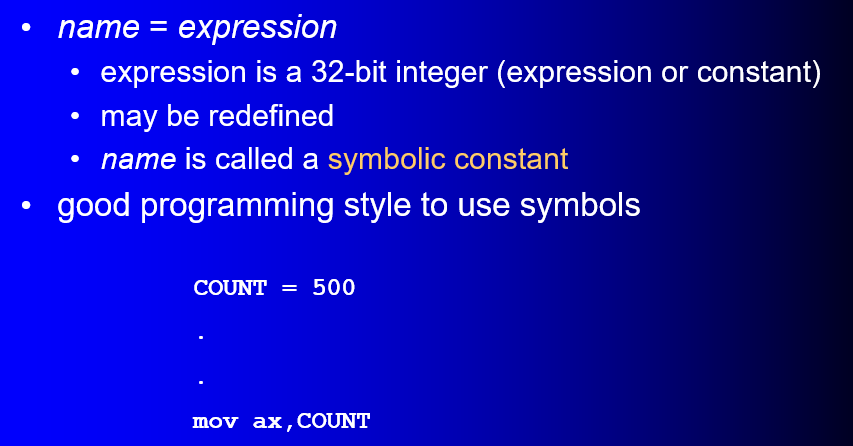 • name = expression
• expression is a 32-bit integer (expression or constant)
• may be redefined
• name is called a symbolic constant
• good programming style to use symbols
COUNT = 500
.
.
mov ax,COUNT